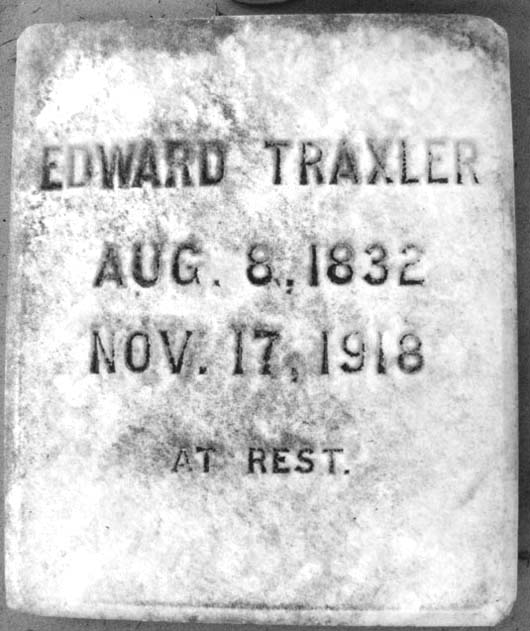 EDWARD TRAXLER
AUG. 8, 1832
NOV. 17, 1918
AT REST.